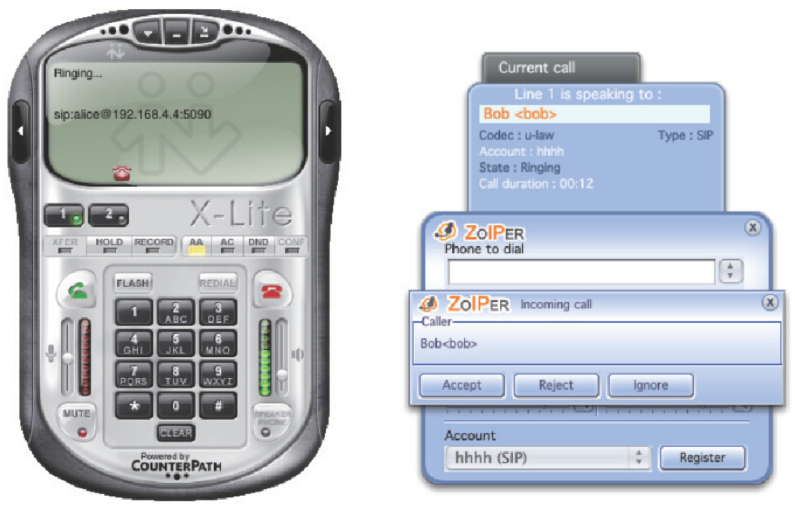 Ringing...
sip:alice@192.168.4.4:5090
1 2 X-Lite
XFER HOLD RECORD AA AC DND CONF
FLASH REDIAL
1 2 ABC 3 DEF
4 GHI 5 JKL 6 MNO
7 PQRS 8 TUV 9 WXYZ
* 0 #
MUTE
SPEAKER
PHONE
CLEAR
Powered by
COUNTERPATH
Current call
Line 1 is speaking to :
Bob <bob>
Codec : u-law Type : SIP
Account : hhhh
State : Ringing
Call duration : 00:12
ZOIPER
Phone to dial
ZOIPER Incoming call
Caller
Bob<bob>
Accept Reject Ignore
Account
hhhh (SIP) Register